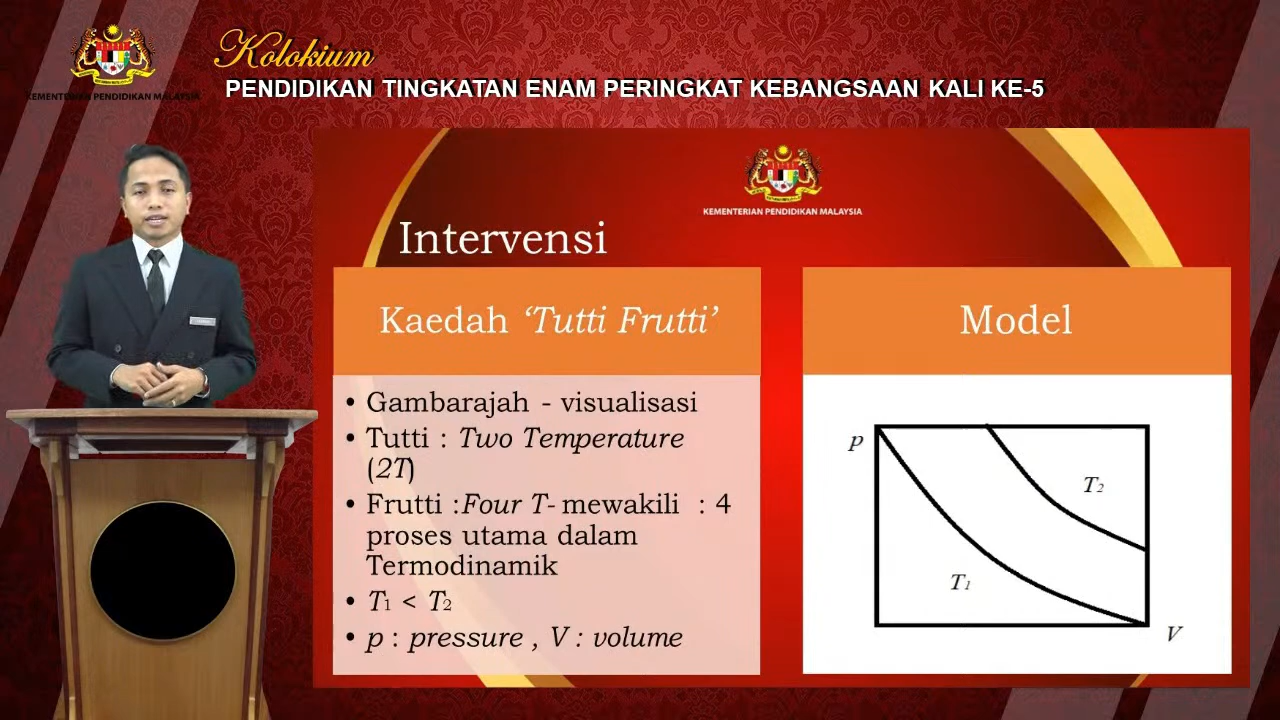 Kolokium
PENDIDIKAN TINGKATAN ENAM PERINGKAT KEBANGSAAN KALI KE-5
KEMENTERIAN PENDIDIKAN MALAYSIA
KEMENTERIAN PENDIDIKAN MALAYSIA
Intervensi
Kaedah ‘Tutti Frutti’
• Gambarajah - visualisasi
• Tutti : Two Temperature
(2T)
• Frutti :Four T- mewakili : 4
proses utama dalam
Termodinamik
• T1 < T2
• p : pressure , V : volume
Model
p
T2
T1
V